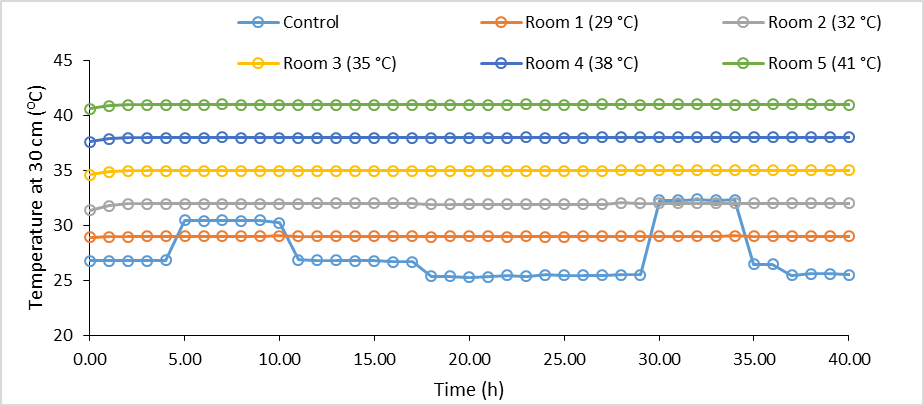 Control Room 1 (29 °C) Room 2 (32 °C)
Room 3 (35 °C) Room 4 (38 °C) Room 5 (41 °C)
Temperature at 30 cm (°C)
45
40
35
30
25
20
0.00 5.00 10.00 15.00 20.00 25.00 30.00 35.00 40.00
Time (h)